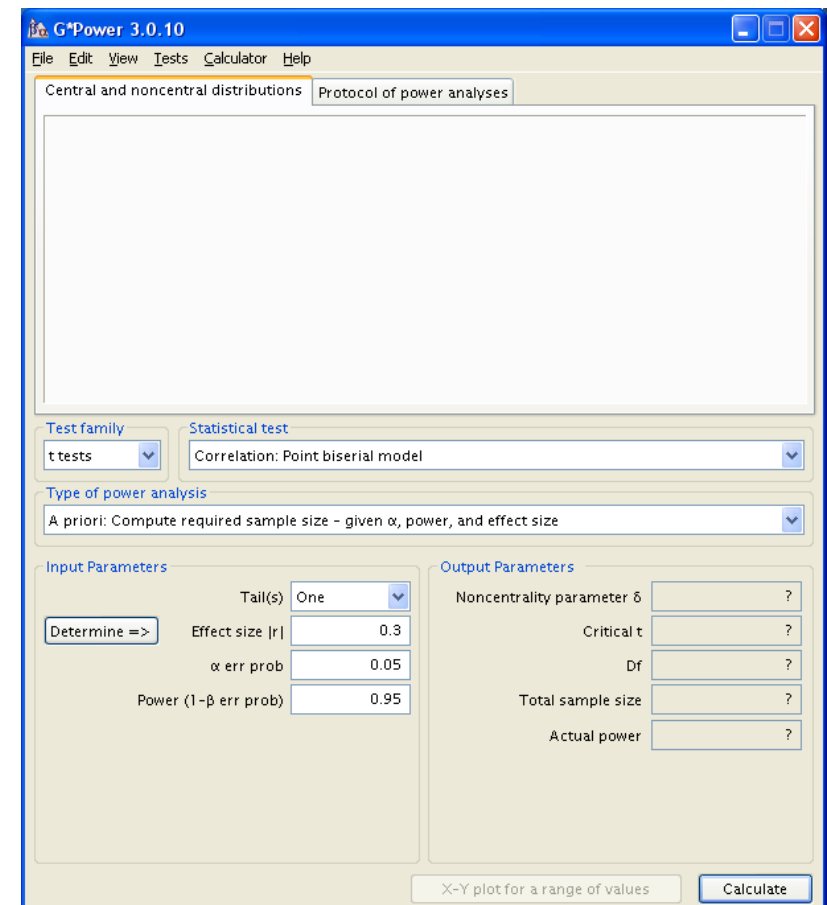 G*Power 3.0.10
File Edit View Tests Calculator Help
Central and noncentral distributions Protocol of power analyses
Test family Statistical test
t tests Correlation: Point biserial model
Type of power analysis
A priori: Compute required sample size - given α, power, and effect size
Input Parameters Output Parameters
Tail(s) One Noncentrality parameter δ ?
Determine => Effect size |r| 0.3 Critical t ?
α err prob 0.05 Df ?
Power (1-β err prob) 0.95 Total sample size ?
Actual power ?
X-Y plot for a range of values Calculate